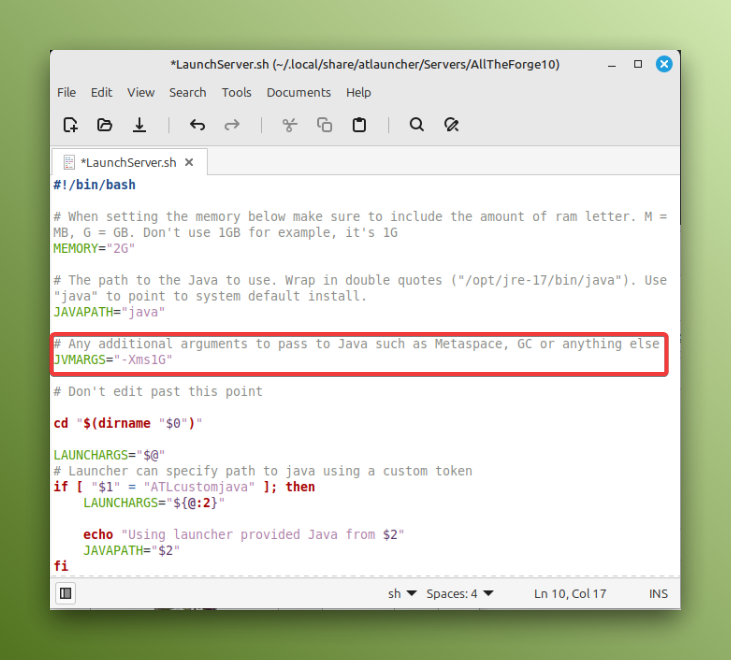 *LaunchServer.sh (~/.local/share/atlauncher/Servers/AllTheForge10)
File Edit View Search Tools Documents Help
*LaunchServer.sh
#!/bin/bash
# When setting the memory below make sure to include the amount of ram letter. M =
MB, G = GB. Don't use 1GB for example, it's 1G
MEMORY="2G"
# The path to the Java to use. Wrap in double quotes ("/opt/jre-17/bin/java"). Use
"java" to point to system default install.
JAVAPATH="java"
# Any additional arguments to pass to Java such as Metaspace, GC or anything else
JVMARGS="-Xms1G"
# Don't edit past this point
cd "$(dirname "$0")"
LAUNCHARGS="$@"
# Launcher can specify path to java using a custom token
if [ "$1" = "ATLcustomjava" ]; then
    LAUNCHARGS="${@:2}"
    echo "Using launcher provided Java from $2"
    JAVAPATH="$2"
fi
sh Spaces: 4 Ln 10, Col 17 INS